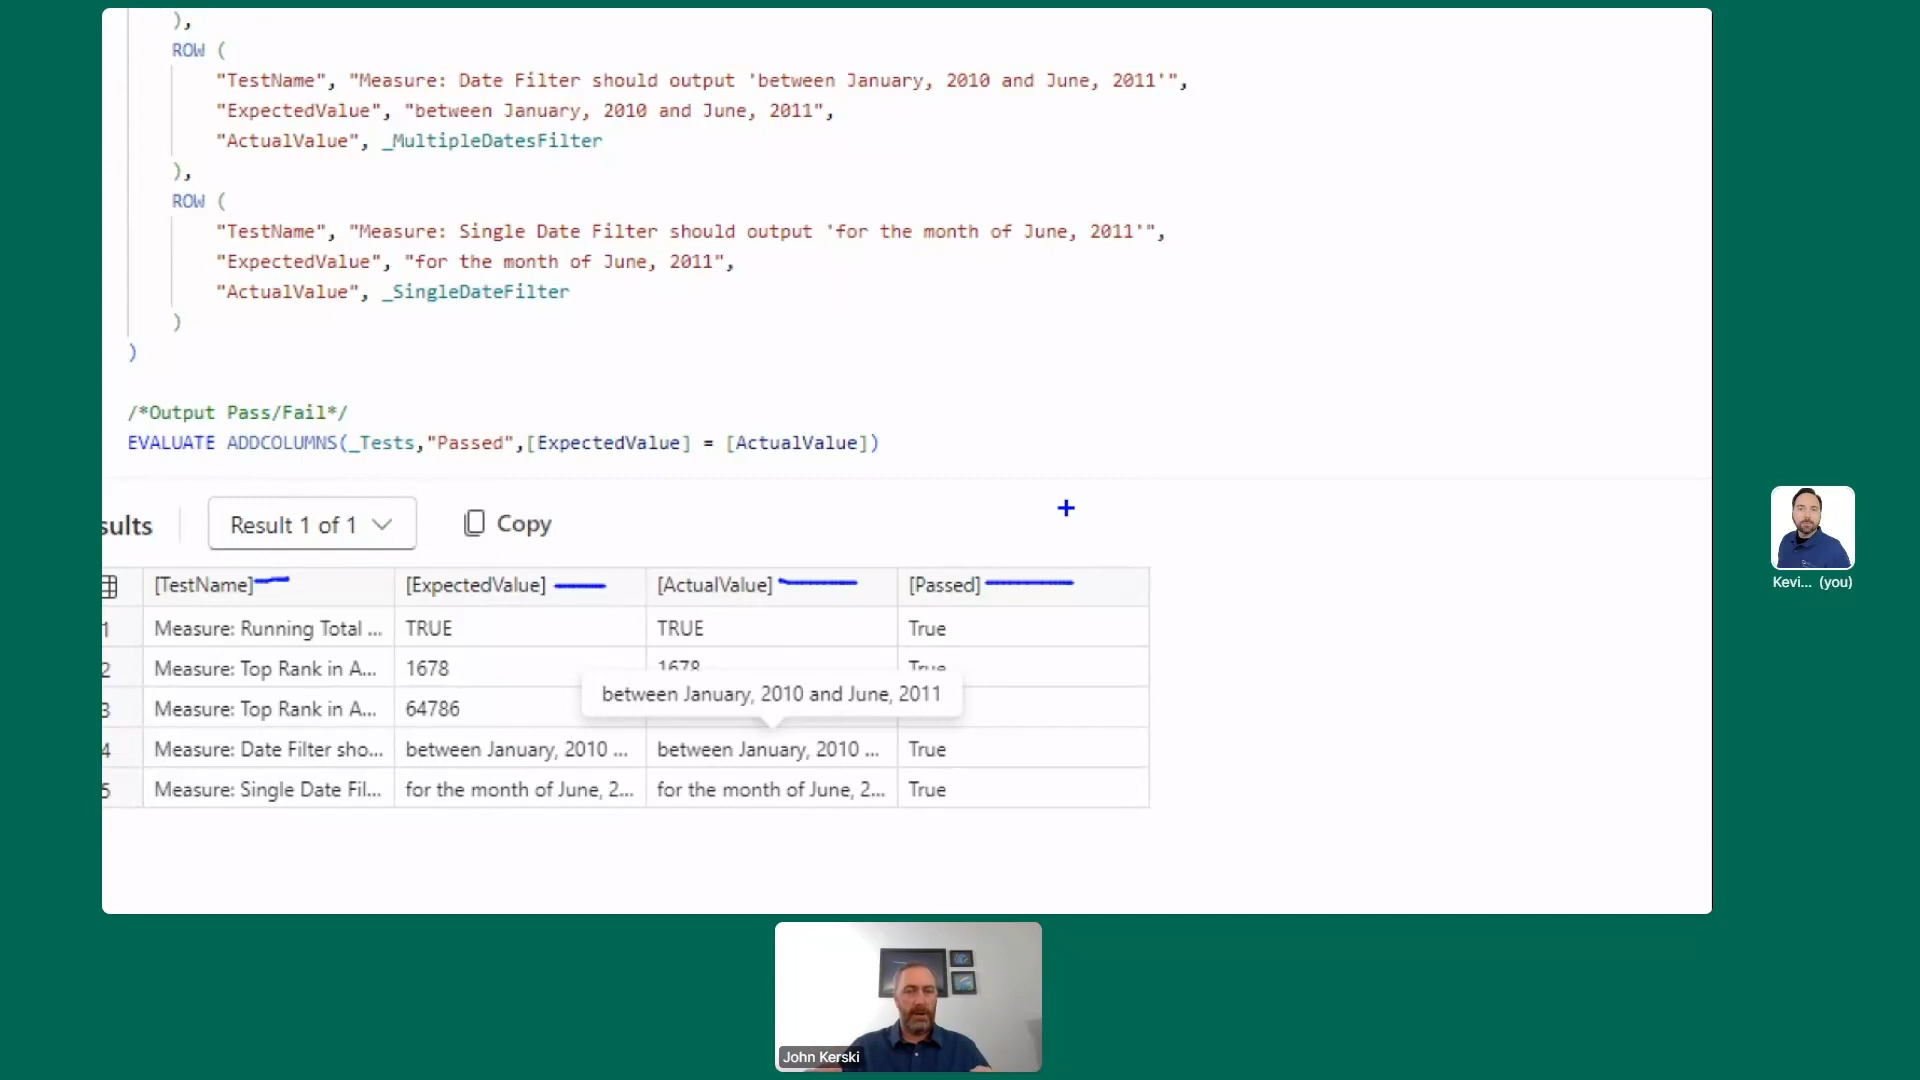 ),
ROW (
"TestName", "Measure: Date Filter should output 'between January, 2010 and June, 2011'",
"ExpectedValue", "between January, 2010 and June, 2011",
"ActualValue", _MultipleDatesFilter
),
ROW (
"TestName", "Measure: Single Date Filter should output 'for the month of June, 2011'",
"ExpectedValue", "for the month of June, 2011",
"ActualValue", _SingleDateFilter
)
)
/*Output Pass/Fail*/
EVALUATE ADDCOLUMNS(_Tests,"Passed",[ExpectedValue] = [ActualValue])
sults Result 1 of 1 Copy
[TestName] [ExpectedValue] [ActualValue] [Passed]
1 Measure: Running Total ... TRUE TRUE True
2 Measure: Top Rank in A... 1678 1678 True
between January, 2010 and June, 2011
3 Measure: Top Rank in A... 64786
4 Measure: Date Filter sho... between January, 2010 ... between January, 2010 ... True
5 Measure: Single Date Fil... for the month of June, 2... for the month of June, 2... True
Kevi... (you)
John Kerski